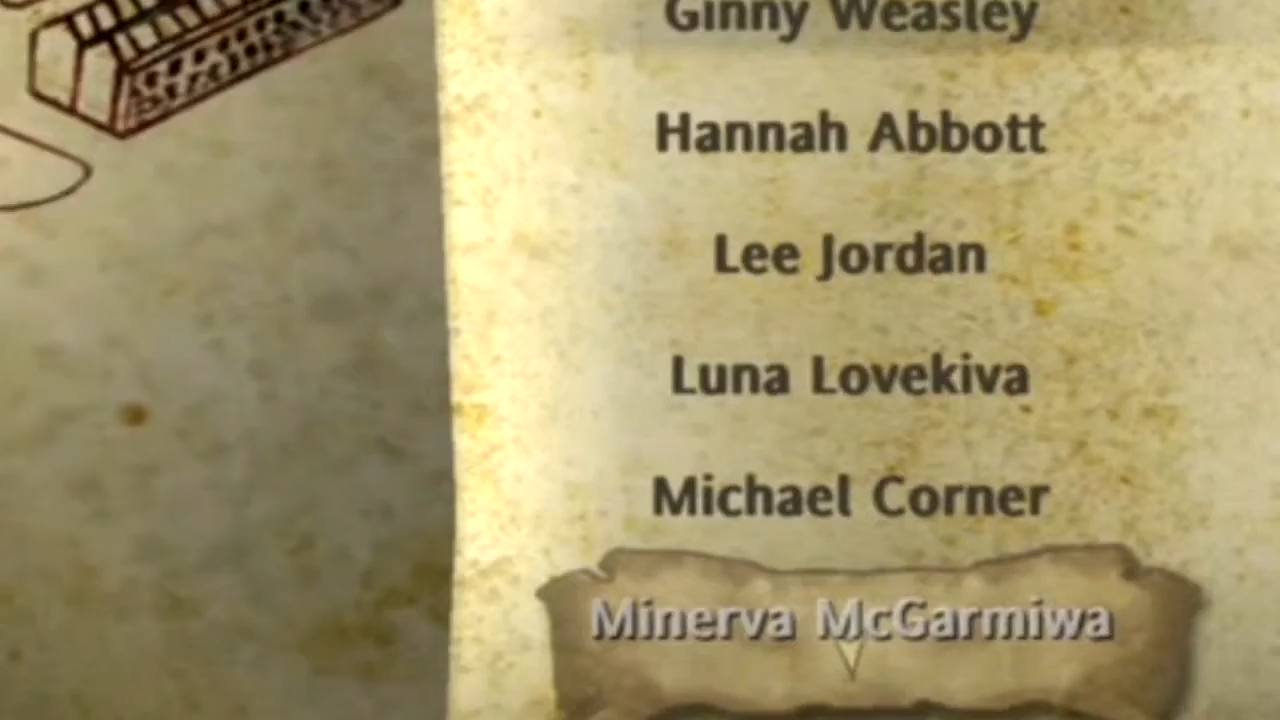 Ginny Weasley
Hannah Abbott
Lee Jordan
Luna Lovekiva
Michael Corner
Minerva McGarmiwa